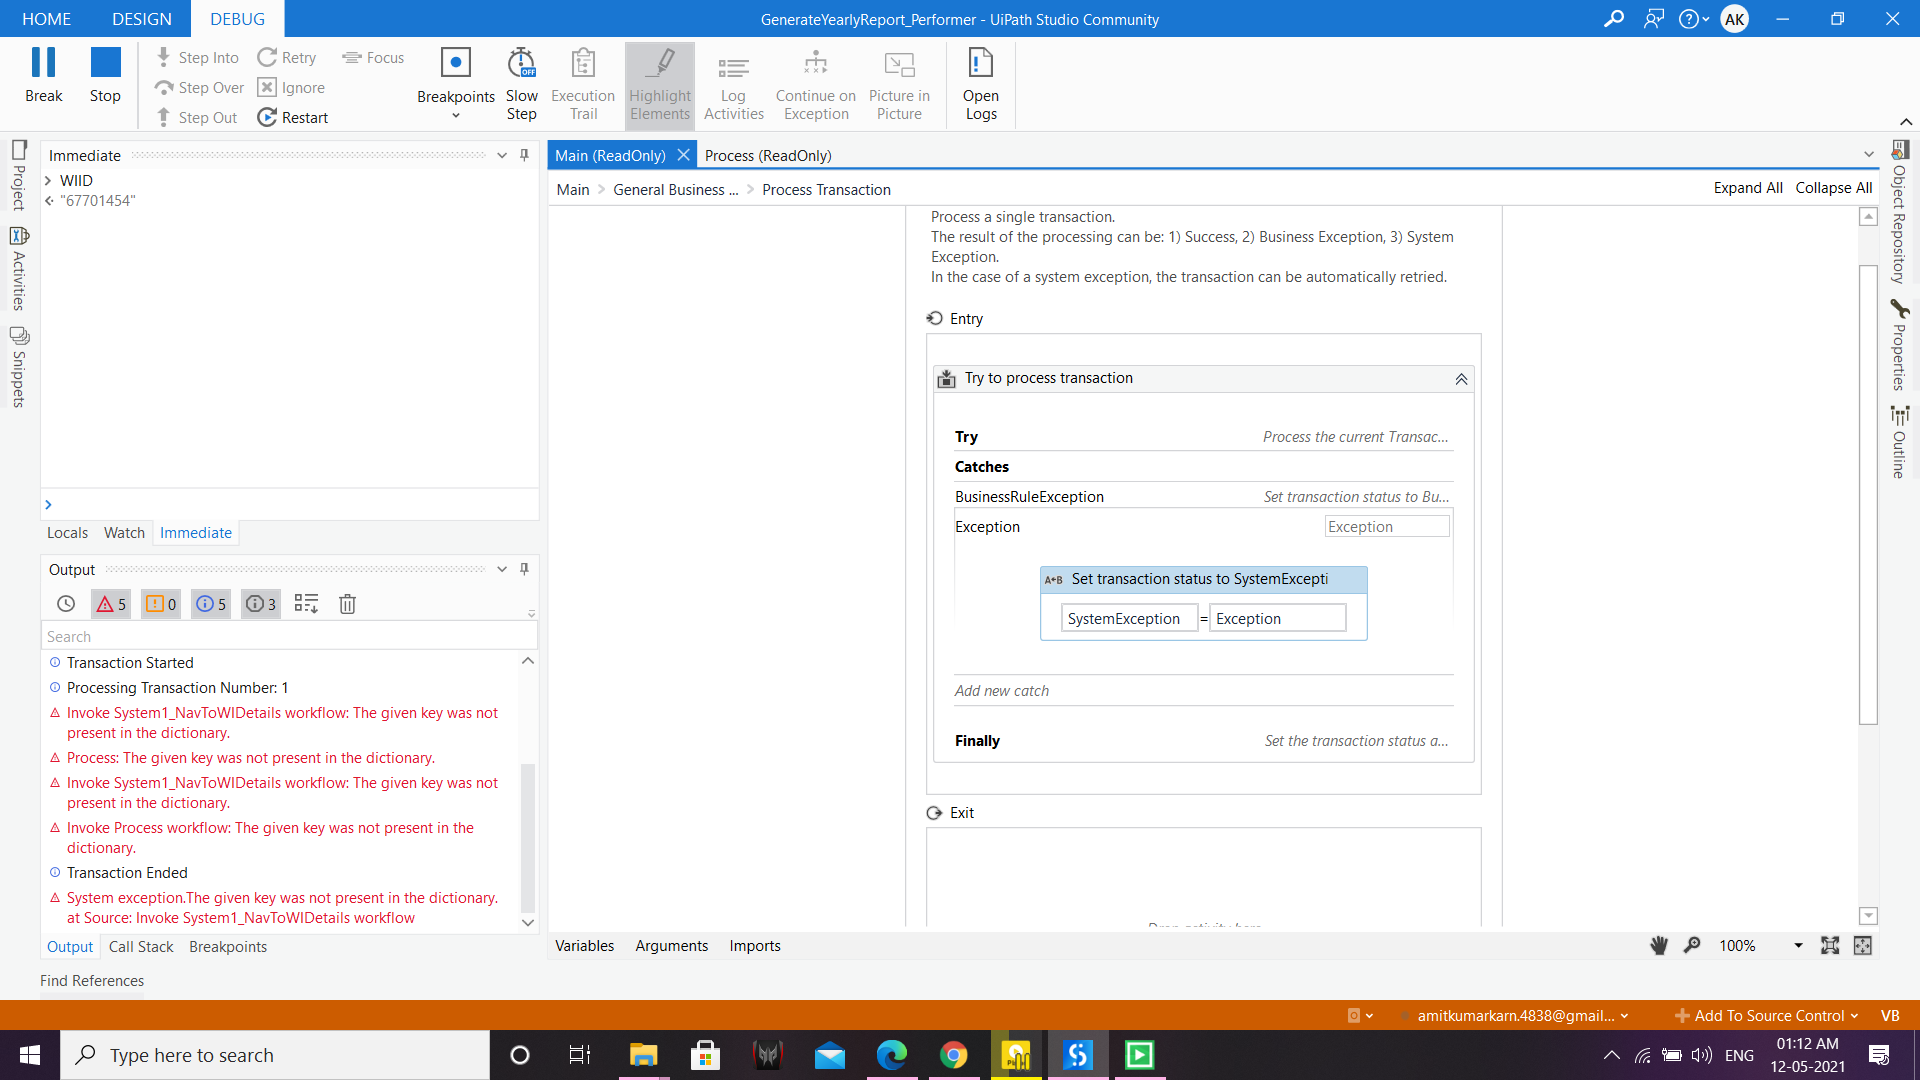 HOME
DESIGN
DEBUG
GenerateYearlyReport_Performer - UiPath Studio Community
AK
Break
Stop
Step Into
Step Over
Step Out
Retry
Ignore
Restart
Focus
Breakpoints
Slow
Step
OFF
Execution
Trail
Highlight
Elements
Log
Activities
Continue on
Exception
Picture in
Picture
Open
Logs
Project
Activities
Snippets
Immediate
WIID
"67701454"
Locals
Watch
Immediate
Output
5
0
5
3
Search
Transaction Started
Processing Transaction Number: 1
Invoke System1_NavToWIDetails workflow: The given key was not
present in the dictionary.
Process: The given key was not present in the dictionary.
Invoke System1_NavToWIDetails workflow: The given key was not
present in the dictionary.
Invoke Process workflow: The given key was not present in the
dictionary.
Transaction Ended
System exception.The given key was not present in the dictionary.
at Source: Invoke System1_NavToWIDetails workflow
Output
Call Stack
Breakpoints
Find References
Main (ReadOnly)
Process (ReadOnly)
Main > General Business ... > Process Transaction
Expand All
Collapse All
Process a single transaction.
The result of the processing can be: 1) Success, 2) Business Exception, 3) System
Exception.
In the case of a system exception, the transaction can be automatically retried.
Entry
Try to process transaction
Try
Process the current Transac...
Catches
BusinessRuleException
Set transaction status to Bu...
Exception
Exception
A+B Set transaction status to SystemExcepti
SystemException = Exception
Add new catch
Finally
Set the transaction status a...
Exit
Drop activity here
Variables
Arguments
Imports
100%
Object Repository
Properties
Outline
amitkumarkarn.4838@gmail...
Add To Source Control
VB
Type here to search
ENG
01:12 AM
12-05-2021